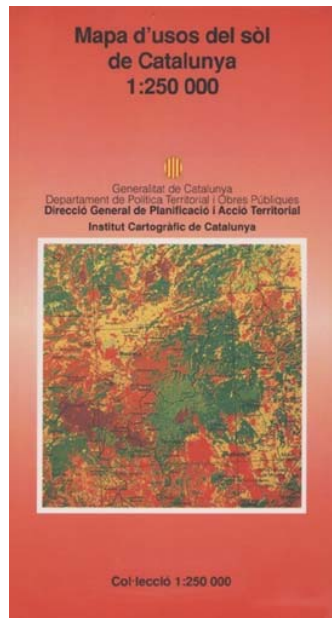 Mapa d'usos del sòl
de Catalunya
1:250 000
Generalitat de Catalunya
Departament de Política Territorial i Obres Públiques
Direcció General de Planificació i Acció Territorial
Institut Cartogràfic de Catalunya
Col·lecció 1:250 000